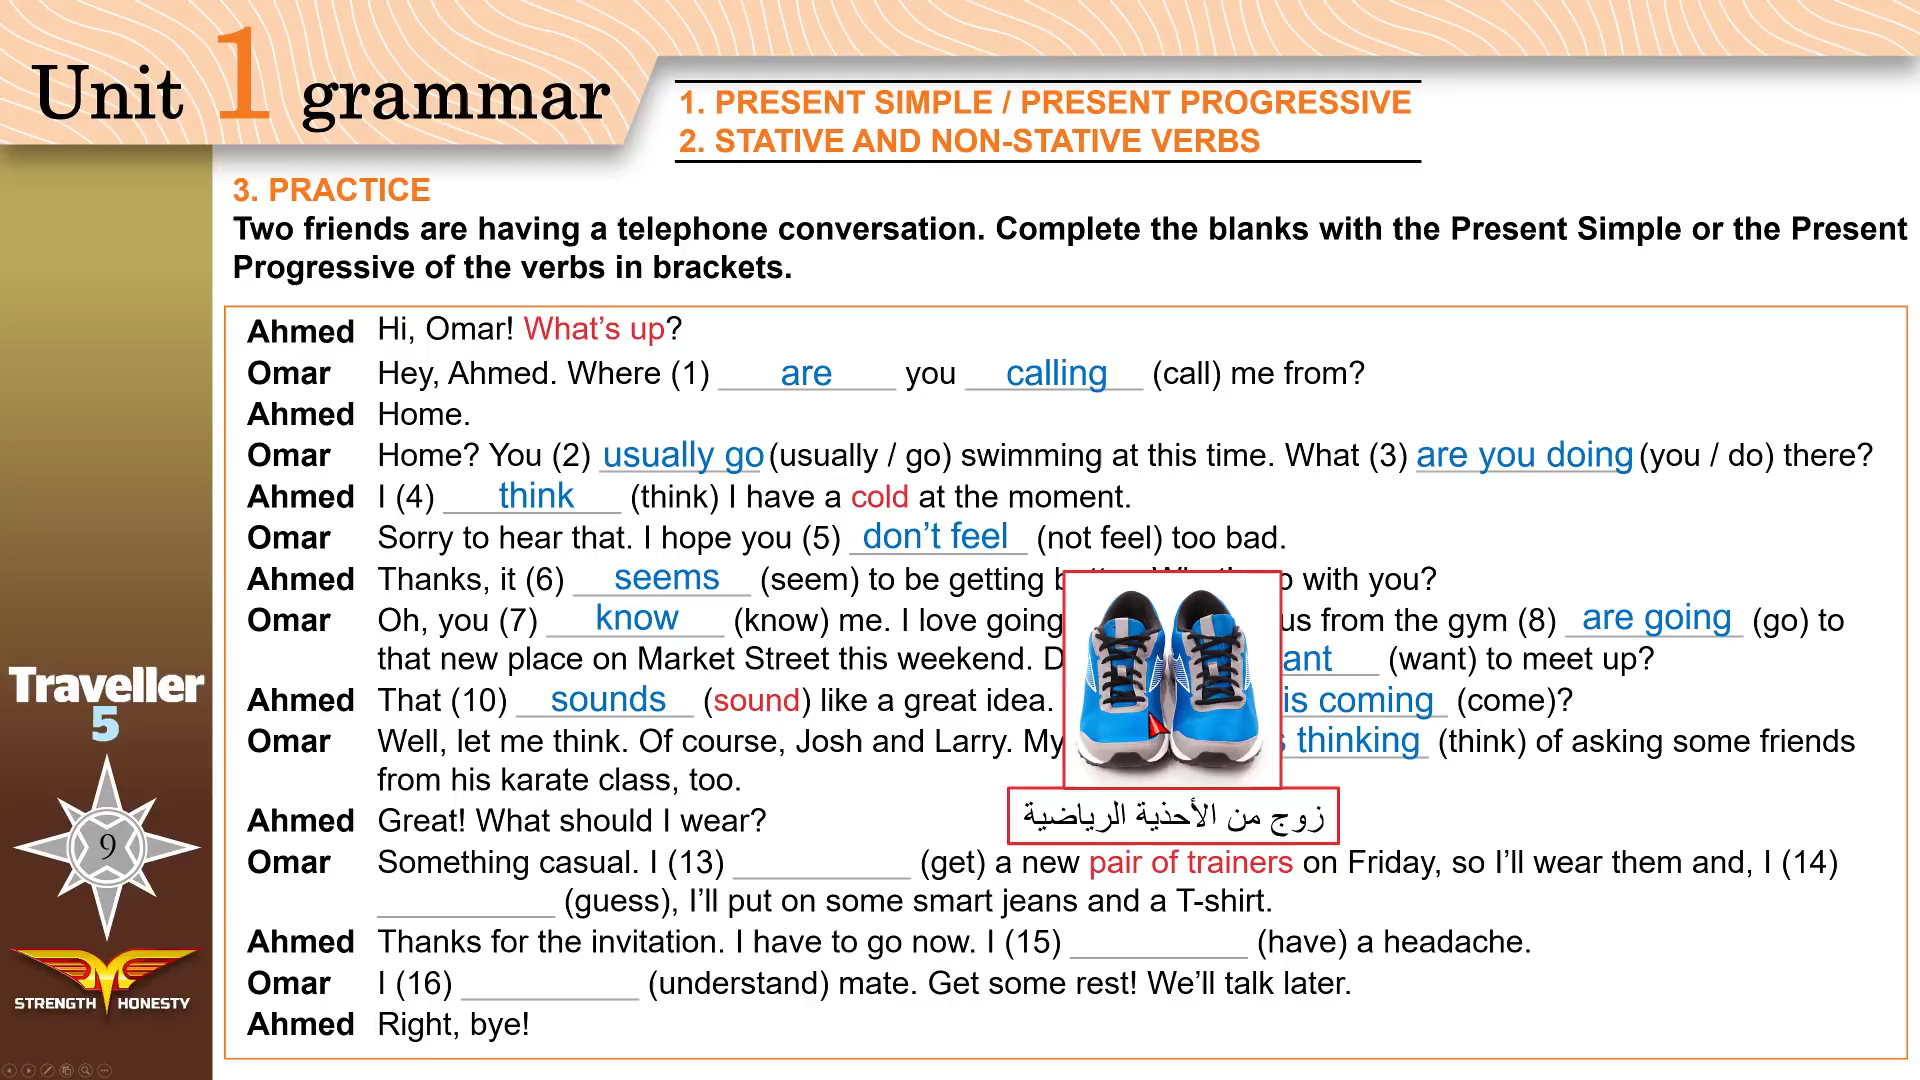 Unit 1 grammar
1. PRESENT SIMPLE / PRESENT PROGRESSIVE
2. STATIVE AND NON-STATIVE VERBS
3. PRACTICE
Two friends are having a telephone conversation. Complete the blanks with the Present Simple or the Present
Progressive of the verbs in brackets.
Ahmed Hi, Omar! What’s up?
Omar Hey, Ahmed. Where (1) are you calling (call) me from?
Ahmed Home.
Omar Home? You (2) usually go (usually / go) swimming at this time. What (3) are you doing (you / do) there?
Ahmed I (4) think (think) I have a cold at the moment.
Omar Sorry to hear that. I hope you (5) don’t feel (not feel) too bad.
Ahmed Thanks, it (6) seems (seem) to be getting with you?
Omar Oh, you (7) know (know) me. I love going us from the gym (8) are going (go) to
that new place on Market Street this weekend. (want) to meet up?
Ahmed That (10) sounds (sound) like a great idea. is coming (come)?
Omar Well, let me think. Of course, Josh and Larry. My thinking (think) of asking some friends
from his karate class, too.
Ahmed Great! What should I wear?
زوج من الأحذية الرياضية
Omar Something casual. I (13) (get) a new pair of trainers on Friday, so I’ll wear them and, I (14)
(guess), I’ll put on some smart jeans and a T-shirt.
Ahmed Thanks for the invitation. I have to go now. I (15) (have) a headache.
Omar I (16) (understand) mate. Get some rest! We’ll talk later.
Ahmed Right, bye!
Traveller
5
9
STRENGTH HONESTY